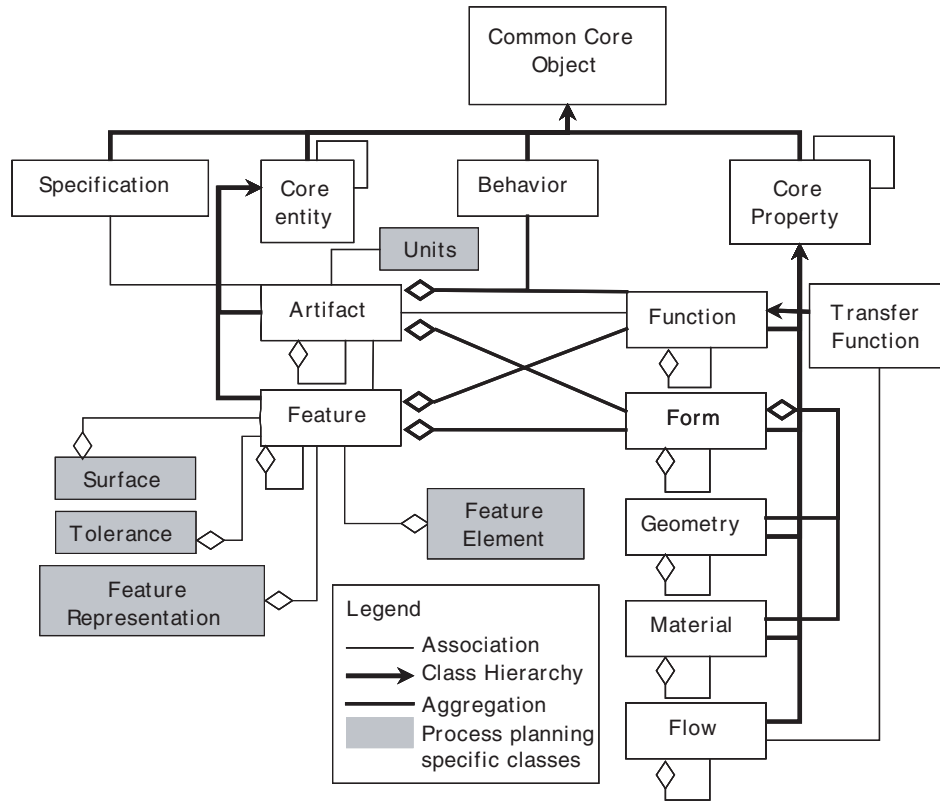 Common Core
Object
Specification
Core
entity
Behavior
Core
Property
Units
Artifact
Function
Transfer
Function
Feature
Form
Surface
Tolerance
Feature
Element
Geometry
Feature
Representation
Material
Flow
Legend
Association
Class Hierarchy
Aggregation
Process planning
specific classes